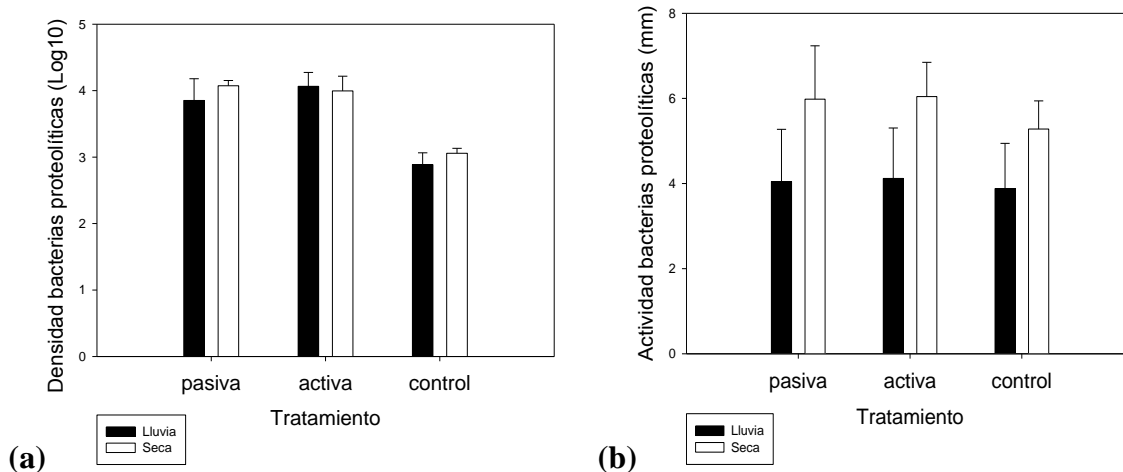 Densidad bacterias proteolíticas (Log10)
5
4
3
2
1
0
pasiva activa control
Tratamiento
Lluvia
Seca
(a)
Actividad bacterias proteolíticas (mm)
8
6
4
2
0
pasiva activa control
Tratamiento
Lluvia
Seca
(b)